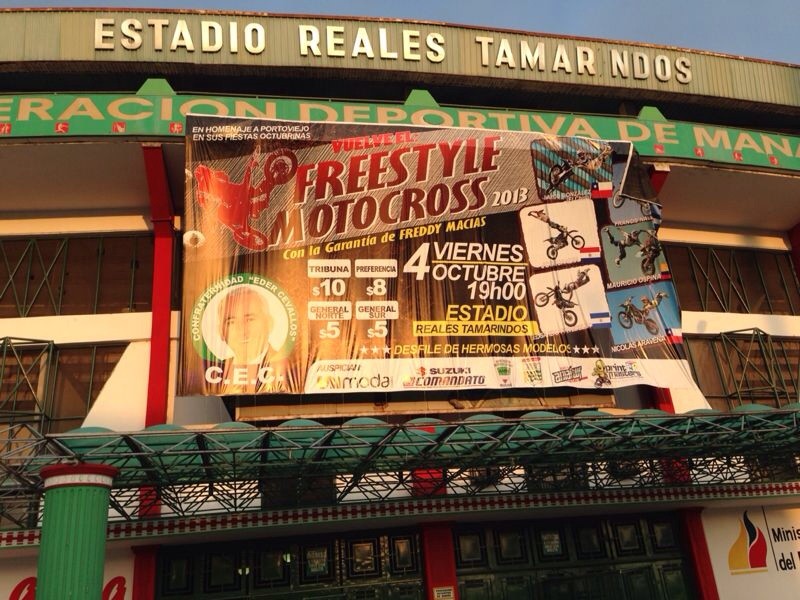 ESTADIO REALES TAMAR NDOS
ERACION DEPORTIVA DE MANA
EN HOMENAJE A PORTOVIEJO
EN SUS FIESTAS OCTUBRINAS
VUELVE EL
FREESTYLE
MOTOCROSS 2013
Con la Garantía de FREDDY MACIAS
TRIBUNA
$10
PREFERENCIA
$8
GENERAL
NORTE
$5
GENERAL
SUR
$5
4 VIERNES
OCTUBRE
19h00
ESTADIO
REALES TAMARINDOS
DESFILE DE HERMOSAS MODELOS
CONFRATERNIDAD "EDER CEVALLOS"
C.E.C.
AUSPICIAN
moda
SUZUKI
COMANDATO
MAURICIO OSPINA
NICOLAS ARAVENA
Minis
del